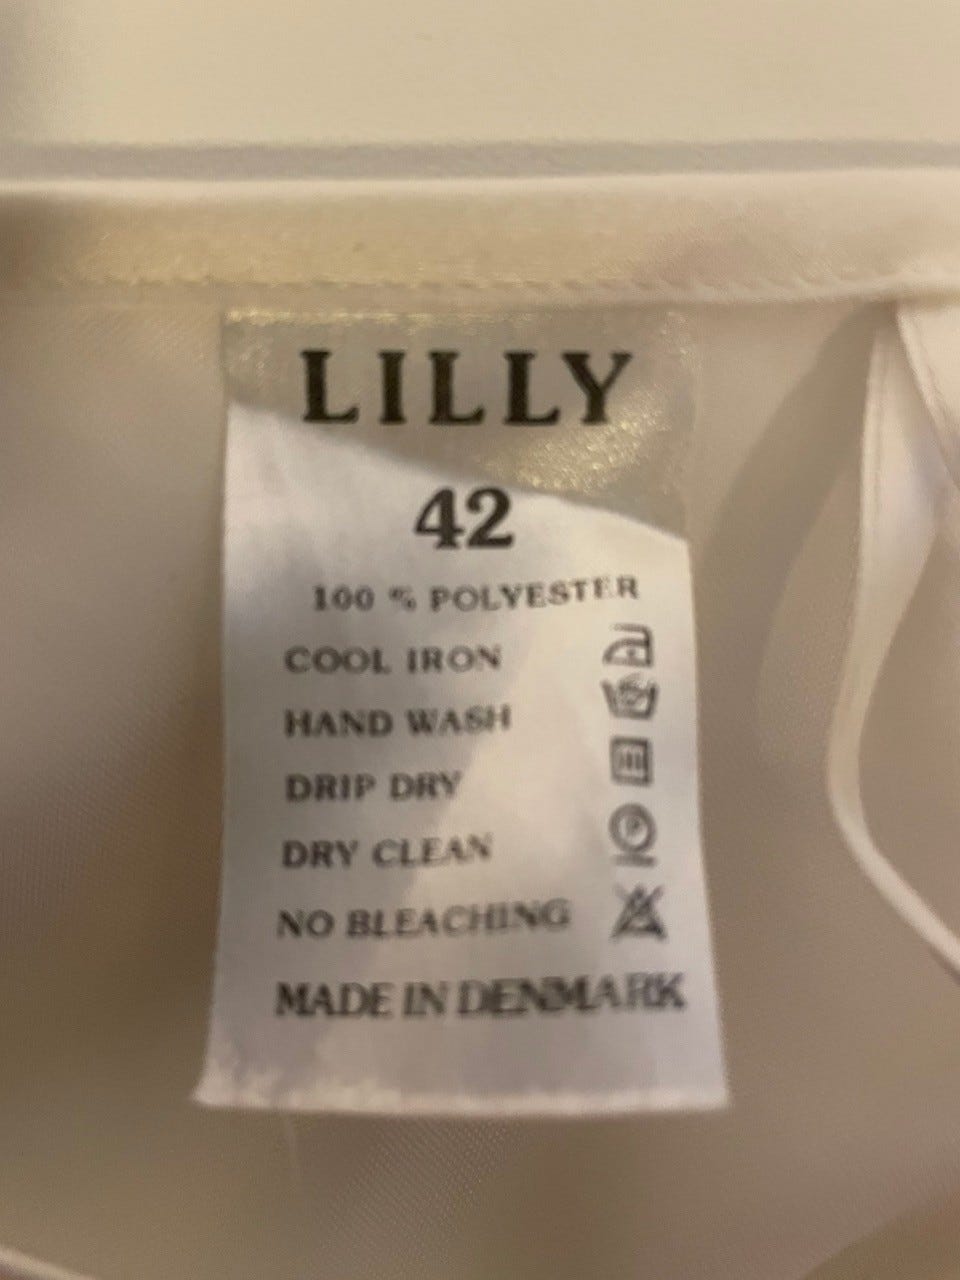 LILLY
42
100 % POLYESTER
COOL IRON
HAND WASH
DRIP DRY
DRY CLEAN
NO BLEACHING
MADE IN DENMARK